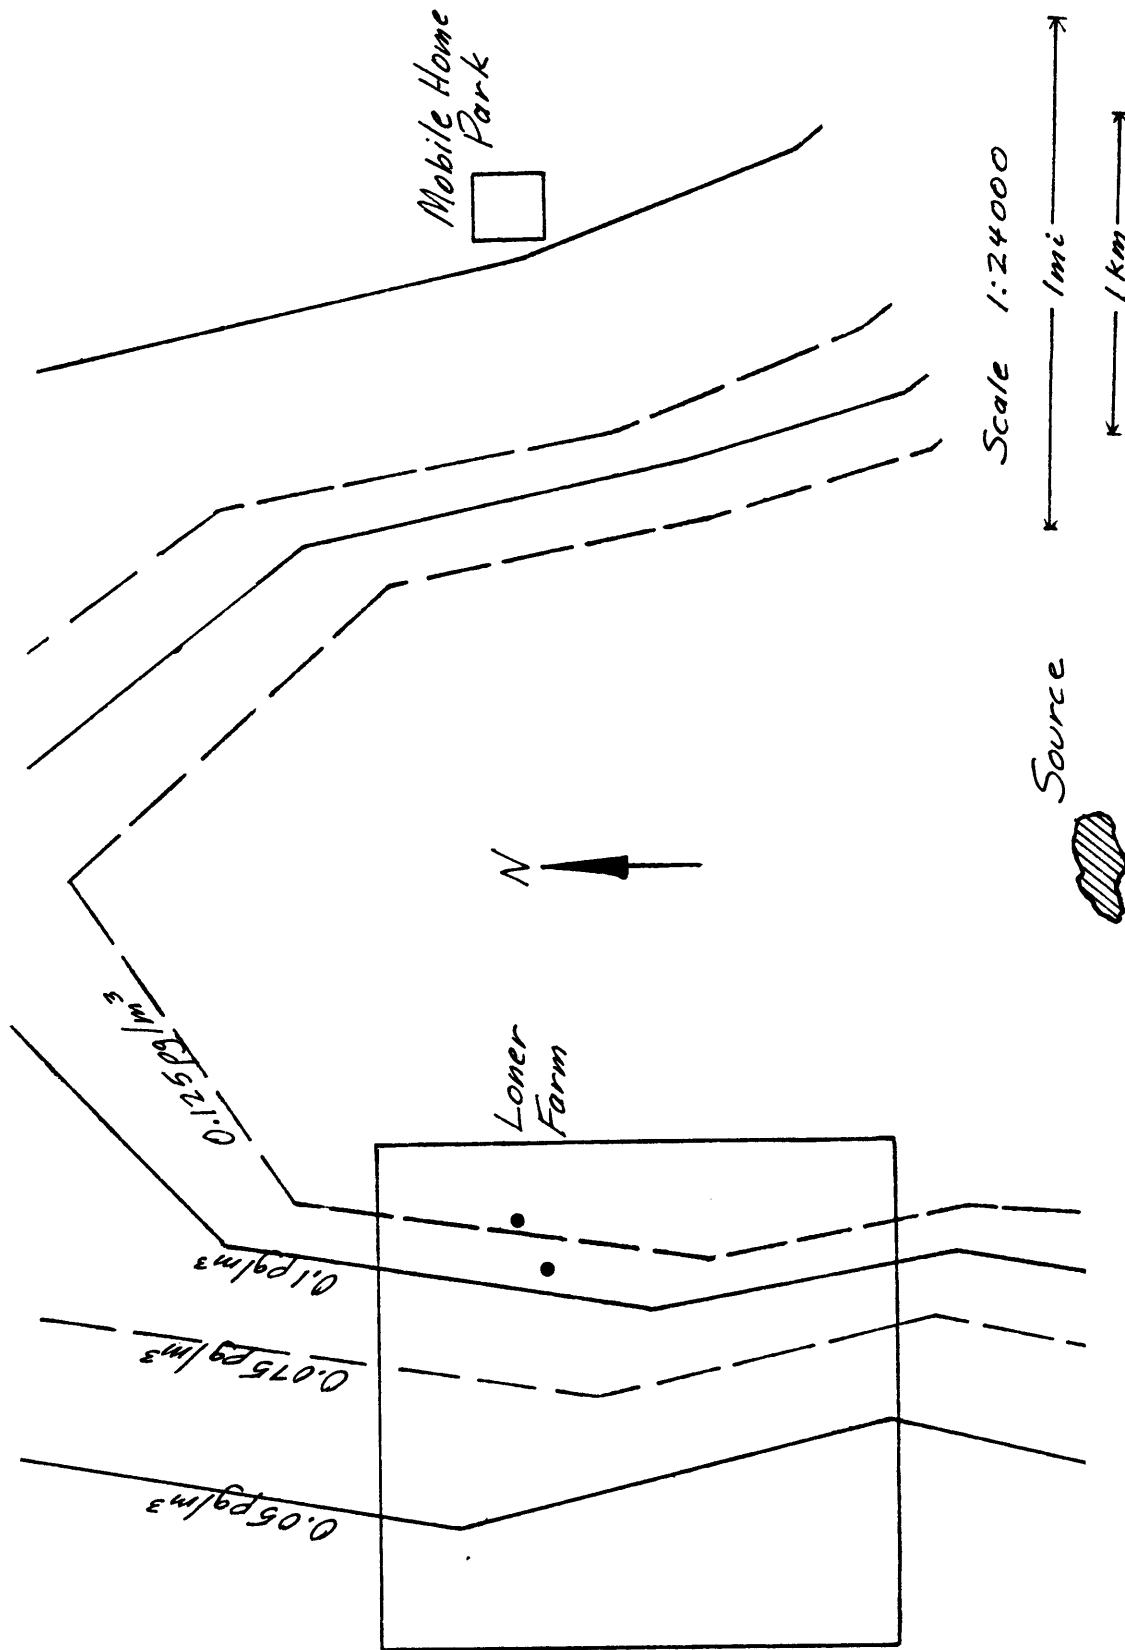 Mobile Home
Park
Scale 1:24000
1mi
1km
Source
N
Loner
Farm
0.125pg/m³
0.1pg/m³
0.075pg/m³
0.05pg/m³